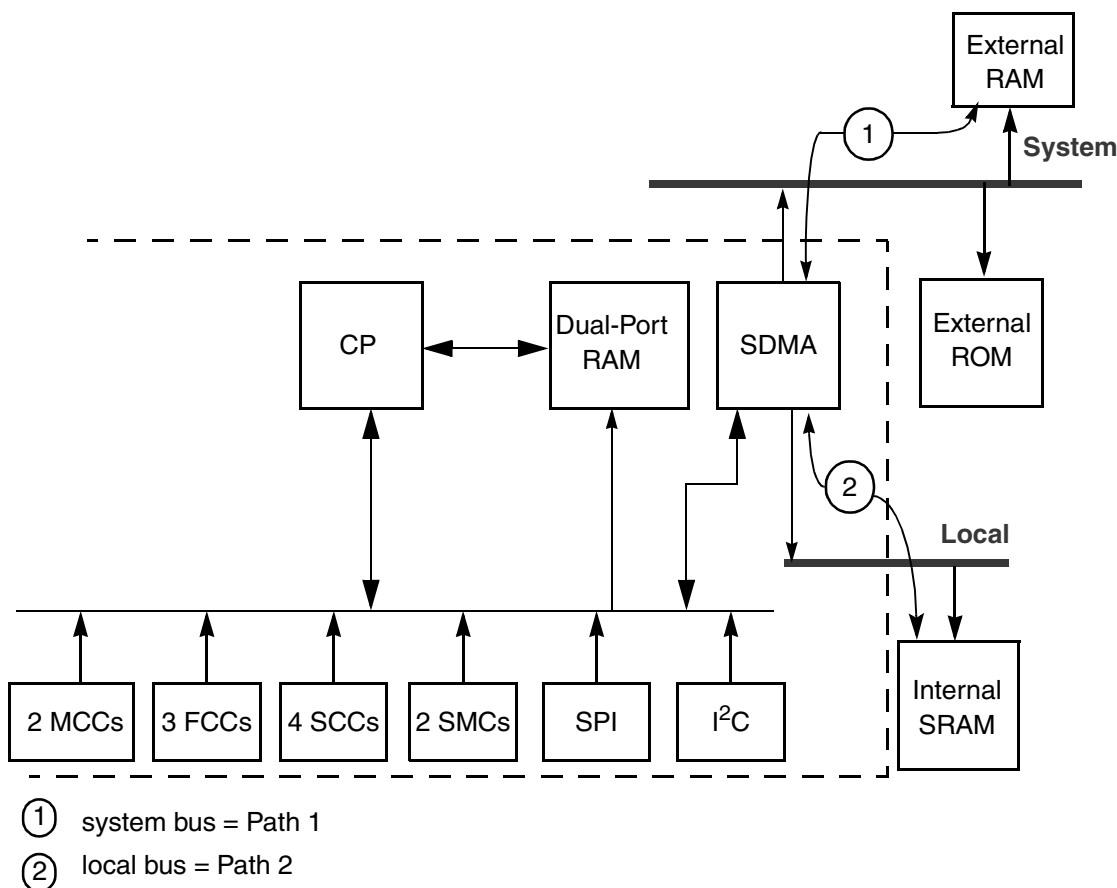 External
RAM
1
System
CP
Dual-Port
RAM
SDMA
External
ROM
2
Local
2 MCCs
3 FCCs
4 SCCs
2 SMCs
SPI
I²C
Internal
SRAM
1 system bus = Path 1
2 local bus = Path 2